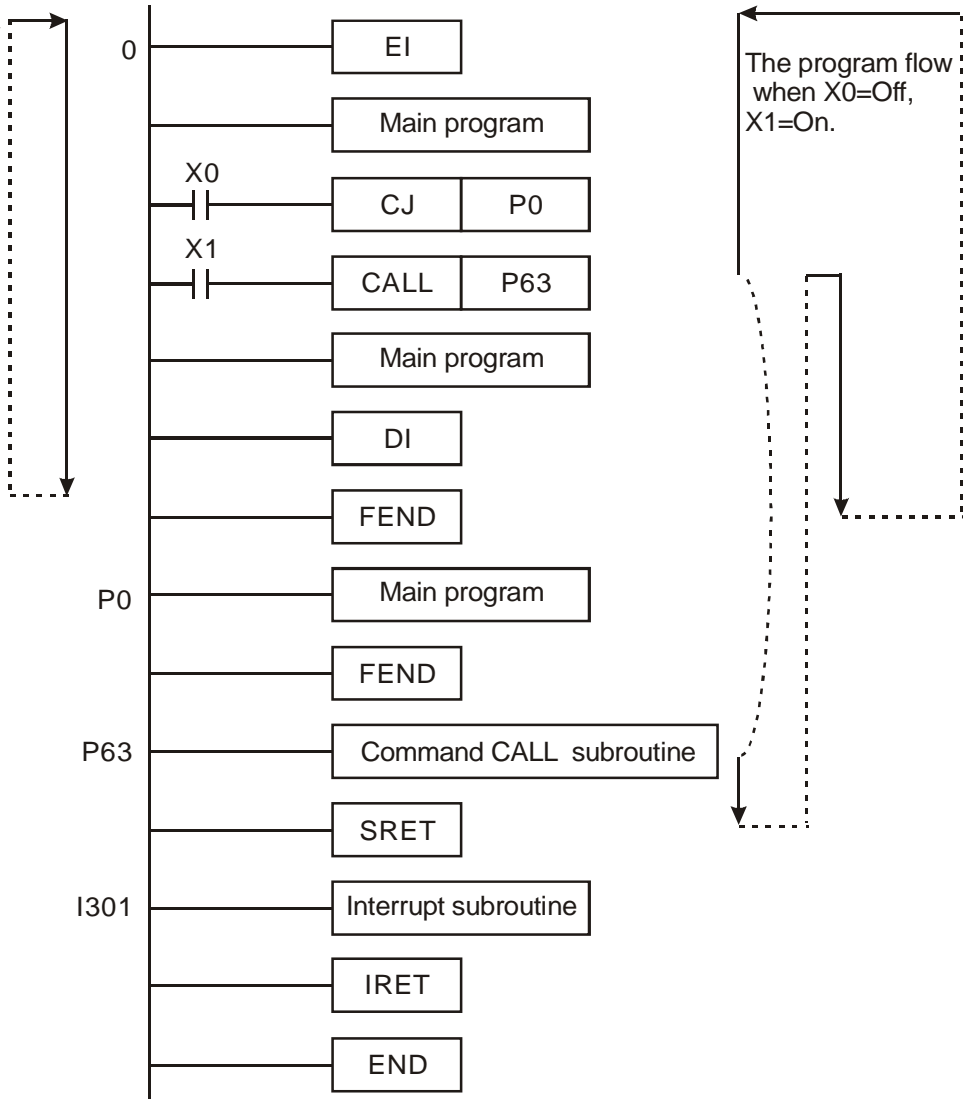 0 EI
The program flow
when X0=Off,
X1=On.
Main program
X0
CJ P0
X1
CALL P63
Main program
DI
FEND
P0 Main program
FEND
P63 Command CALL subroutine
SRET
I301 Interrupt subroutine
IRET
END